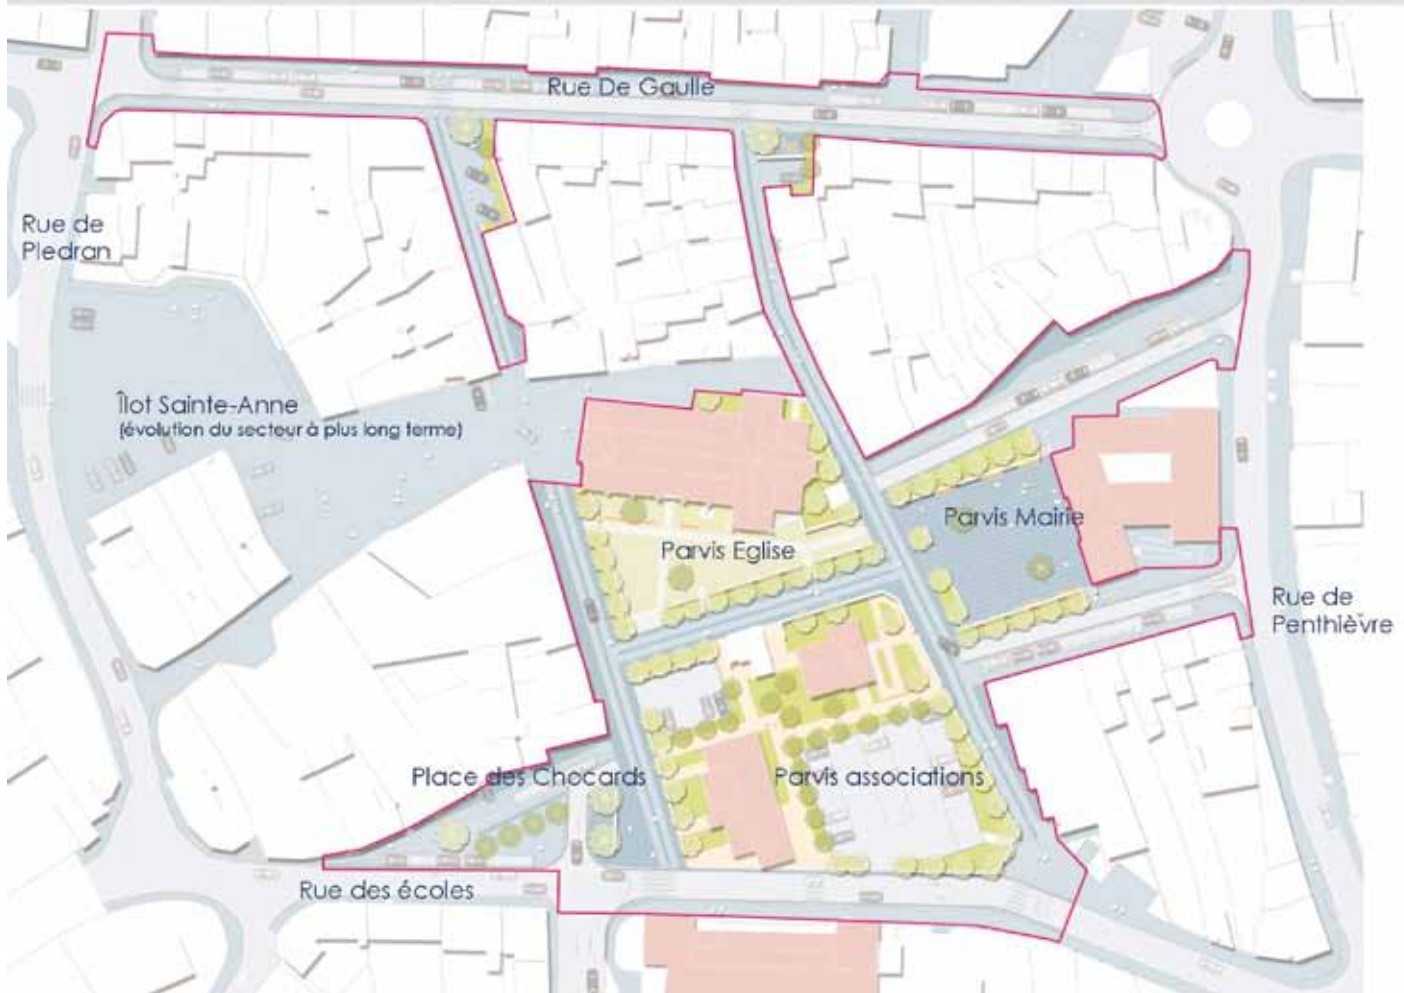 Rue De Gaulle
Rue de
Pledran
Îlot Sainte-Anne
(évolution du secteur à plus long terme)
Parvis Mairie
Parvis Eglise
Rue de
Penthièvre
Place des Chocards
Parvis associations
Rue des écoles